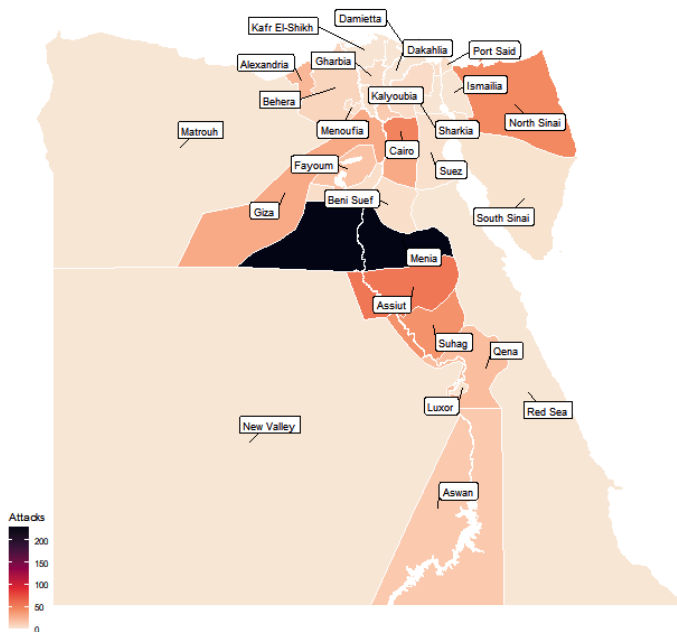 Damietta
Kafr El-Shikh
Dakahlia
Port Said
Gharbia
Alexandria
Ismailia
Behera
Kalyoubia
North Sinai
Matrouh
Menoufia
Sharkia
Cairo
Fayoum
Suez
Beni Suef
Giza
South Sinai
Menia
Assiut
Suhag
Qena
Luxor
Red Sea
New Valley
Aswan
Attacks
200
150
100
50
0